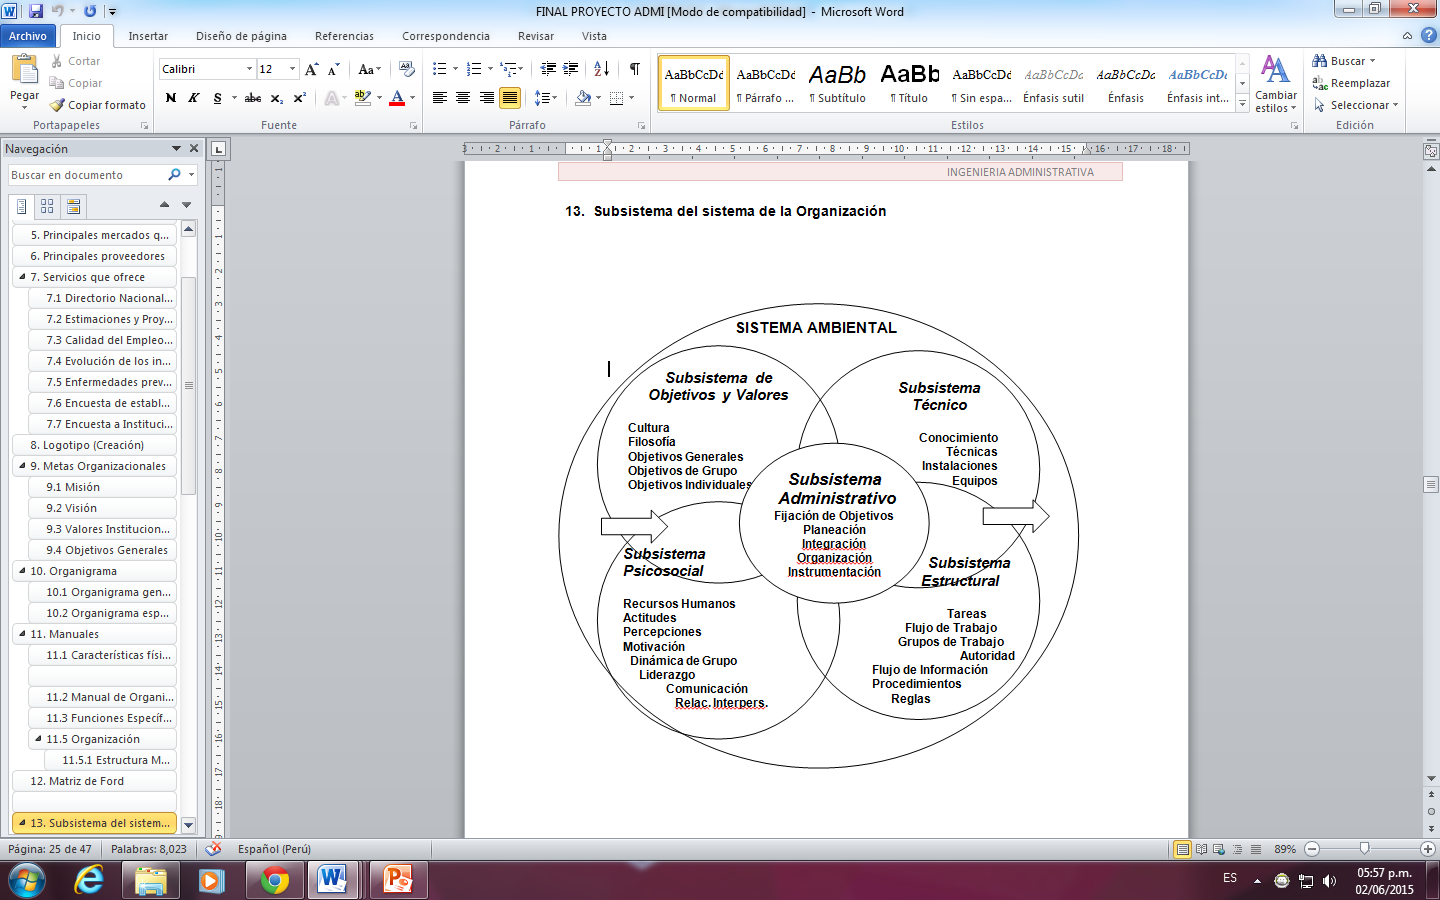 FINAL PROYECTO ADMI [Modo de compatibilidad] - Microsoft Word
Archivo Inicio Insertar Diseño de página Referencias Correspondencia Revisar Vista
Pegar
Cortar
Copiar
Copiar formato
Portapapeles
Calibri 12
N K S abc x₂ x²
Fuente
Párrafo
AaBbCcDd
¶ Normal
AaBbCcDd
¶ Párrafo ...
AaBb
¶ Subtítulo
AaBb
¶ Título
AaBbCcDd
¶ Sin espa...
AaBbCcDd
Énfasis sutil
AaBbCcDd
Énfasis
AaBbCcDd
Énfasis int...
Cambiar
estilos
Estilos
Buscar
Reemplazar
Seleccionar
Edición
Navegación
Buscar en documento
5. Principales mercados q...
6. Principales proveedores
7. Servicios que ofrece
7.1 Directorio Nacional...
7.2 Estimaciones y Proy...
7.3 Calidad del Empleo...
7.4 Evolución de los in...
7.5 Enfermedades prev...
7.6 Encuesta de establ...
7.7 Encuesta a Instituci...
8. Logotipo (Creación)
9. Metas Organizacionales
9.1 Misión
9.2 Visión
9.3 Valores Institucion...
9.4 Objetivos Generales
10. Organigrama
10.1 Organigrama gen...
10.2 Organigrama esp...
11. Manuales
11.1 Características físi...
11.2 Manual de Organi...
11.3 Funciones Específ...
11.5 Organización
11.5.1 Estructura M...
12. Matriz de Ford
13. Subsistema del sistem...
INGENIERIA ADMINISTRATIVA
13. Subsistema del sistema de la Organización
SISTEMA AMBIENTAL
Subsistema de
Objetivos y Valores
Cultura
Filosofía
Objetivos Generales
Objetivos de Grupo
Objetivos Individuales
Subsistema
Técnico
Conocimiento
Técnicas
Instalaciones
Equipos
Subsistema
Administrativo
Fijación de Objetivos
Planeación
Integración
Organización
Instrumentación
Subsistema
Psicosocial
Recursos Humanos
Actitudes
Percepciones
Motivación
Dinámica de Grupo
Liderazgo
Comunicación
Relac. Interpers.
Subsistema
Estructural
Tareas
Flujo de Trabajo
Grupos de Trabajo
Autoridad
Flujo de Información
Procedimientos
Reglas
Página: 25 de 47 Palabras: 8,023 Español (Perú) 89%
ES
05:57 p.m.
02/06/2015